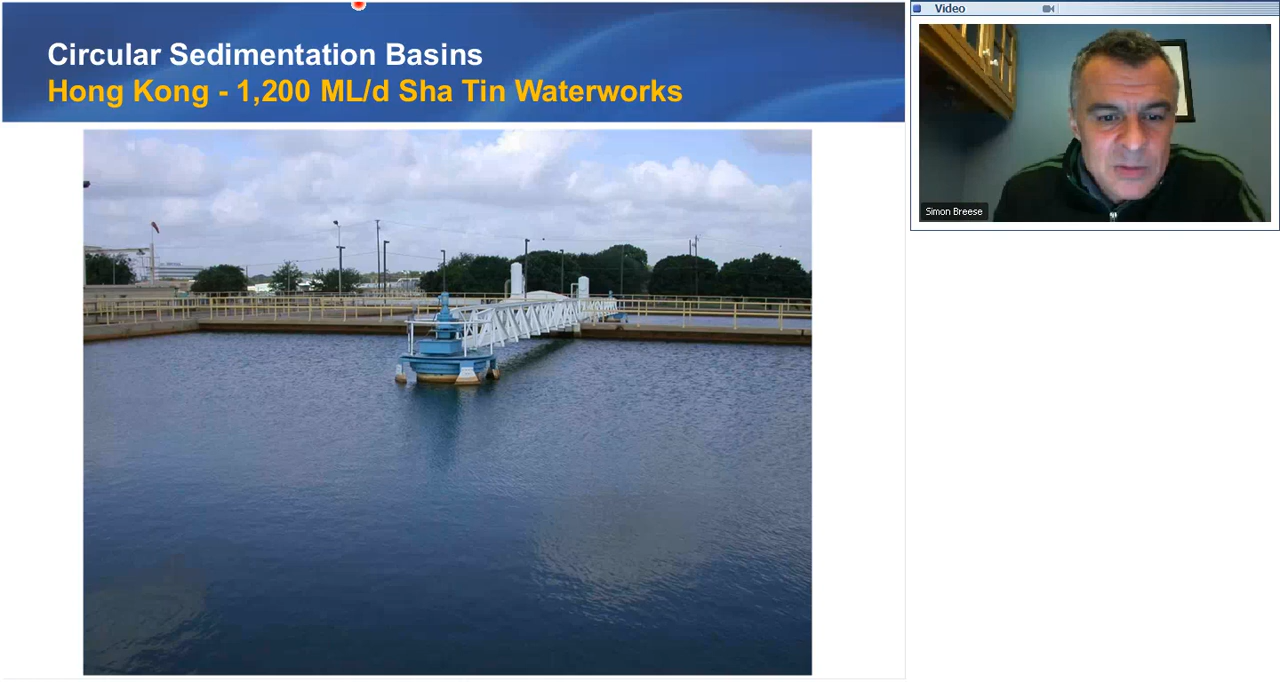 Circular Sedimentation Basins
Hong Kong - 1,200 ML/d Sha Tin Waterworks
Video
Simon Breese